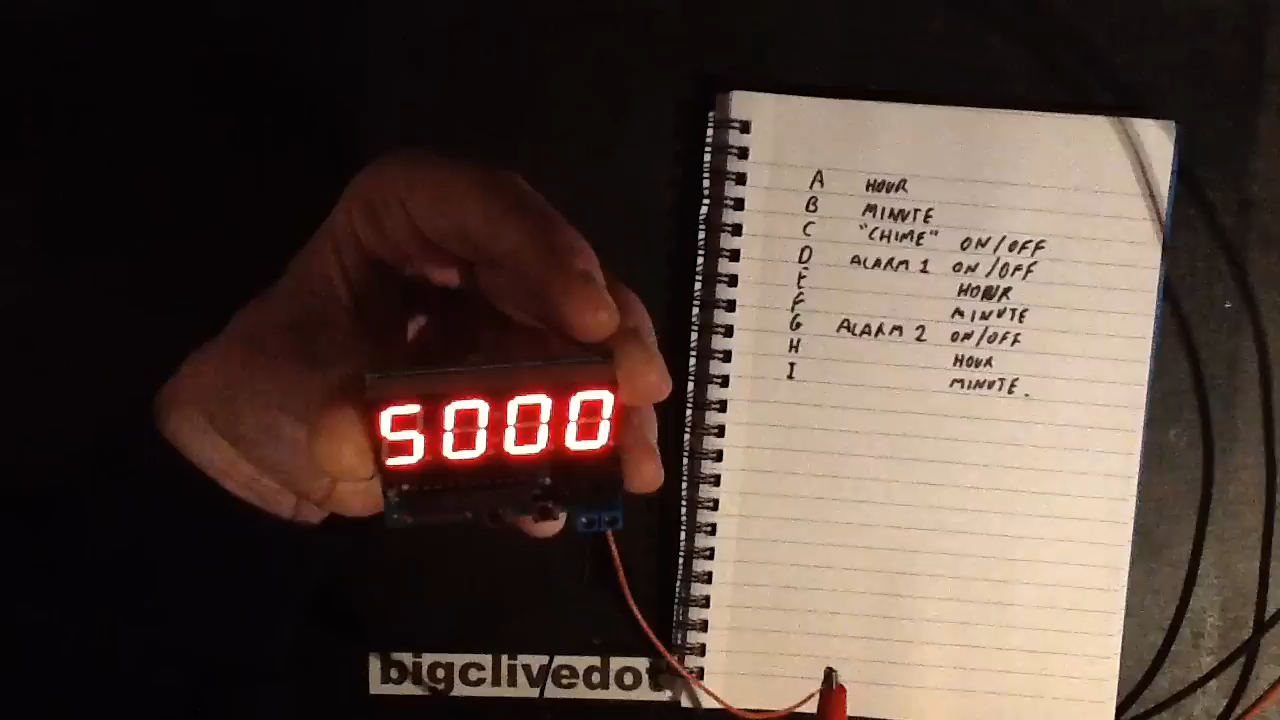 5000
A HOUR
B MINUTE
C "CHIME" ON/OFF
D ALARM 1 ON/OFF
E HOUR
F MINUTE
G ALARM 2 ON/OFF
H HOUR
I MINUTE.
bigclivedot